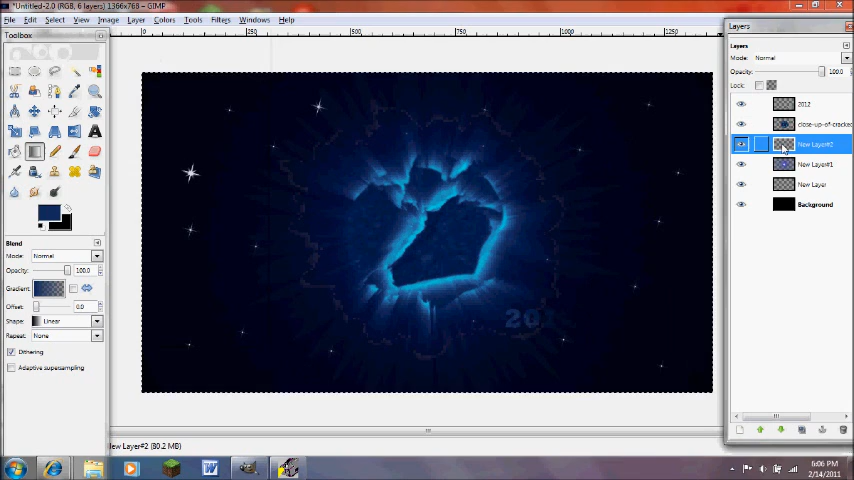 *Untitled-2.0 (RGB, 6 layers) 1366x768 – GIMP
File Edit Select View Image Layer Colors Tools Filters Windows Help
Toolbox
0 250 500 750 1000 1250
Layers
Layers
Mode: Normal
Opacity: 100.0
Lock:
2012
close-up-of-cracked
New Layer#2
New Layer#1
New Layer
Background
Blend
Mode: Normal
Opacity: 100.0
Gradient:
Offset: 0.0
Shape: Linear
Repeat: None
Dithering
Adaptive supersampling
New Layer#2 (80.2 MB)
6:06 PM
2/14/2011